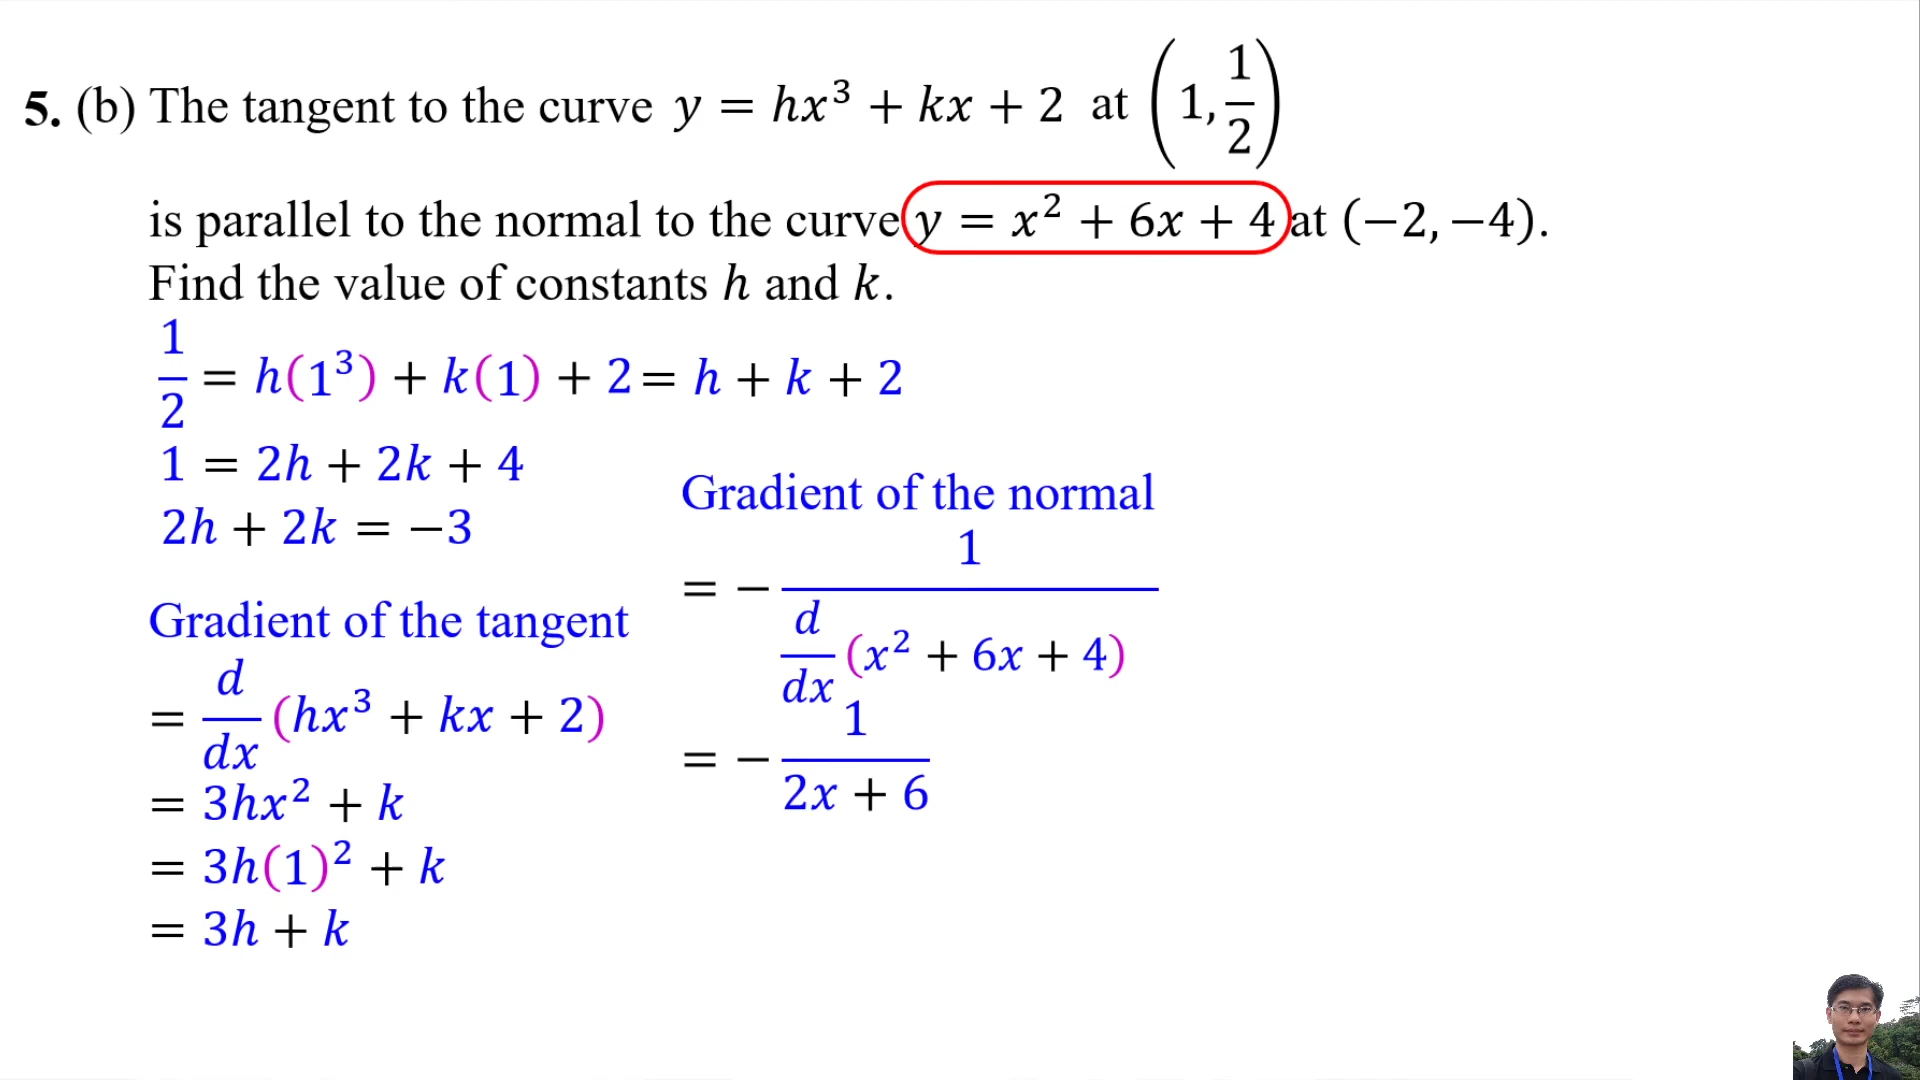 5. (b) The tangent to the curve y = hx³ + kx + 2 at (1, 1/2)
is parallel to the normal to the curve y = x² + 6x + 4 at (−2, −4).
Find the value of constants h and k.
1/2 = h(1³) + k(1) + 2 = h + k + 2
1 = 2h + 2k + 4
2h + 2k = −3
Gradient of the tangent
= d/dx (hx³ + kx + 2)
= 3hx² + k
= 3h(1)² + k
= 3h + k
Gradient of the normal
= − 1/(d/dx (x² + 6x + 4))
= − 1/(2x + 6)